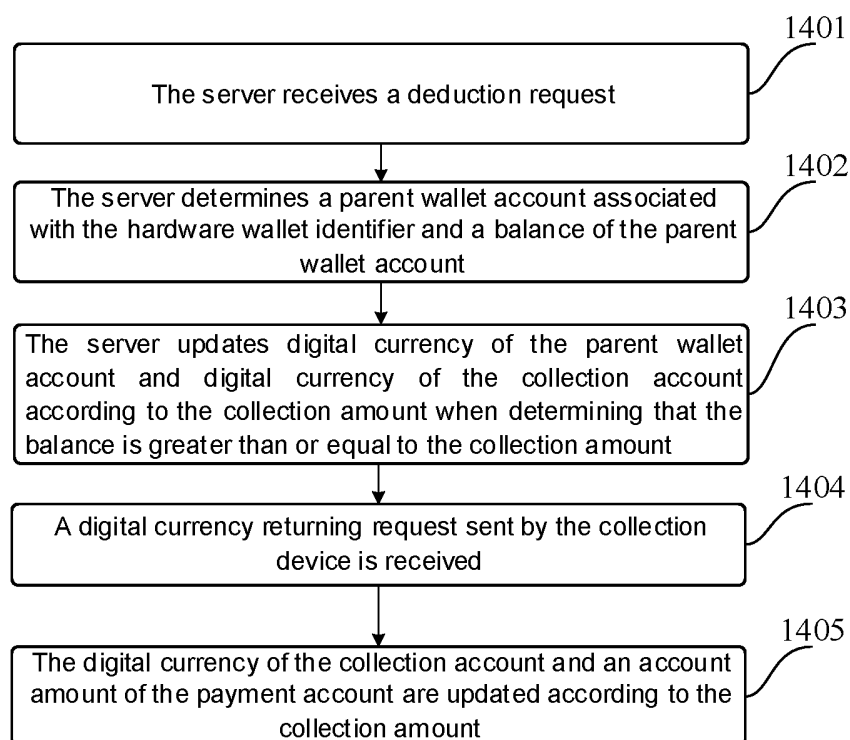 1401
The server receives a deduction request
1402
The server determines a parent wallet account associated
with the hardware wallet identifier and a balance of the parent
wallet account
1403
The server updates digital currency of the parent wallet
account and digital currency of the collection account
according to the collection amount when determining that the
balance is greater than or equal to the collection amount
1404
A digital currency returning request sent by the collection
device is received
1405
The digital currency of the collection account and an account
amount of the payment account are updated according to the
collection amount